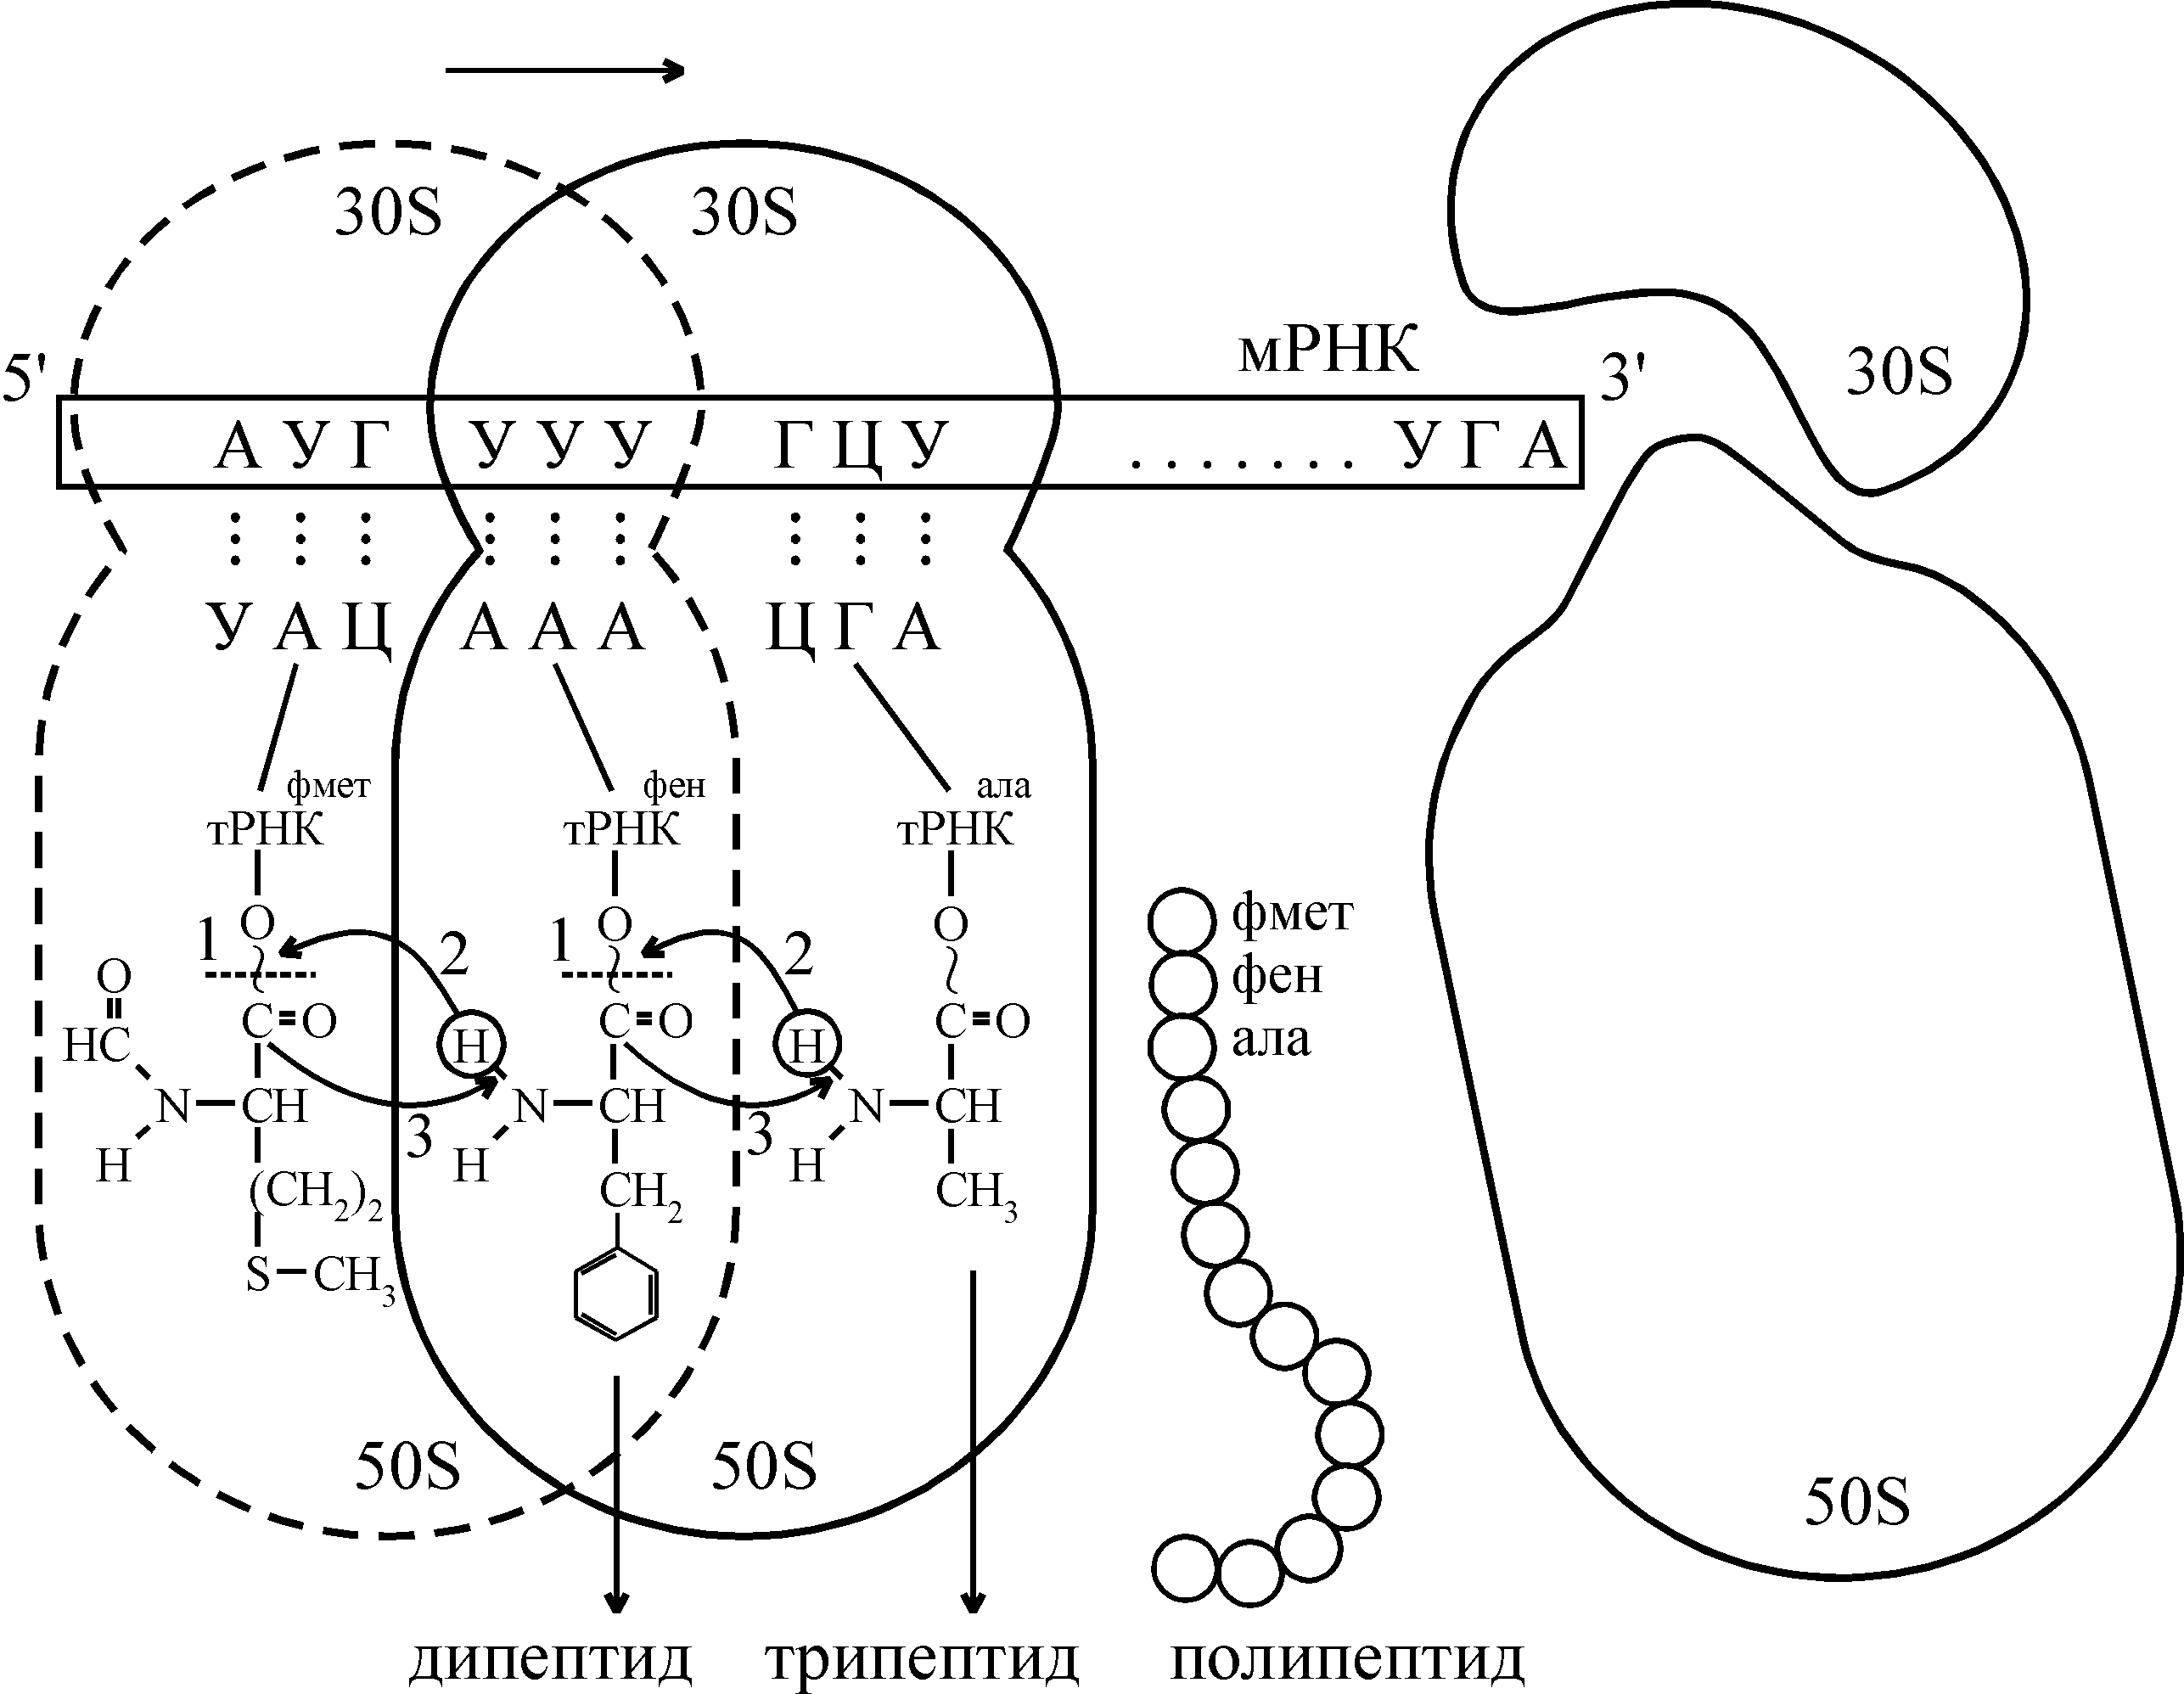 30S 30S
мРНК
5' 3' 30S
А У Г У У У Г Ц У . . . . . . . У Г А
У А Ц А А А Ц Г А
фмет фен ала
тРНК тРНК тРНК
O O O
1 2 1 2
O
HC C=O H C=O H C=O
N—CH N—CH N—CH
3 3
H H H
(CH2)2 CH2 CH3
S—CH3
фмет
фен
ала
50S 50S 50S
дипептид трипептид полипептид